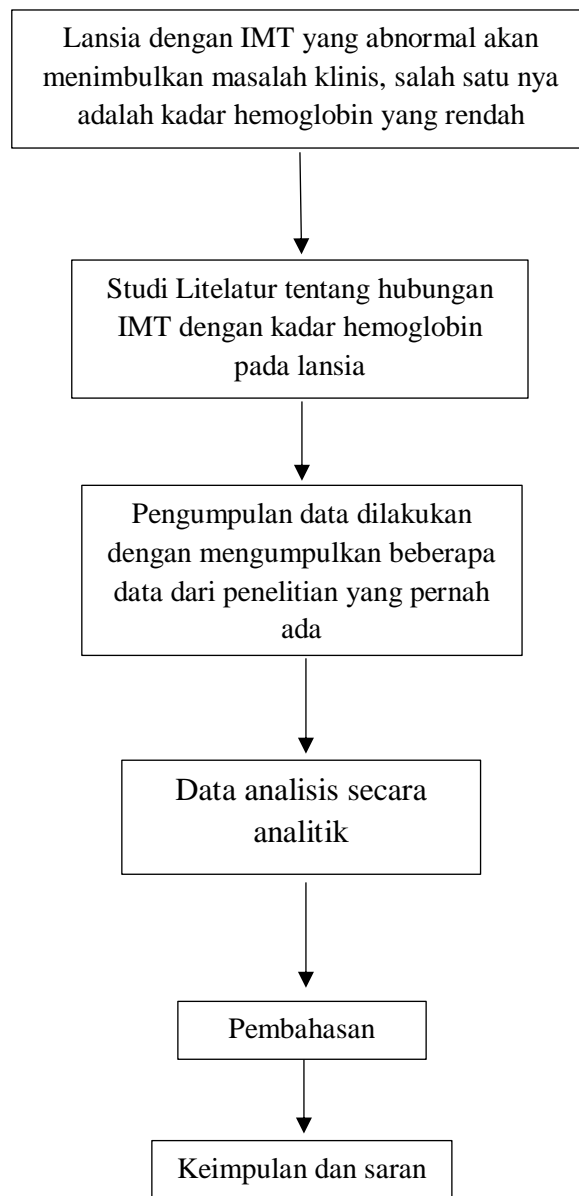 Lansia dengan IMT yang abnormal akan
menimbulkan masalah klinis, salah satu nya
adalah kadar hemoglobin yang rendah
Studi Litelatur tentang hubungan
IMT dengan kadar hemoglobin
pada lansia
Pengumpulan data dilakukan
dengan mengumpulkan beberapa
data dari penelitian yang pernah
ada
Data analisis secara
analitik
Pembahasan
Keimpulan dan saran